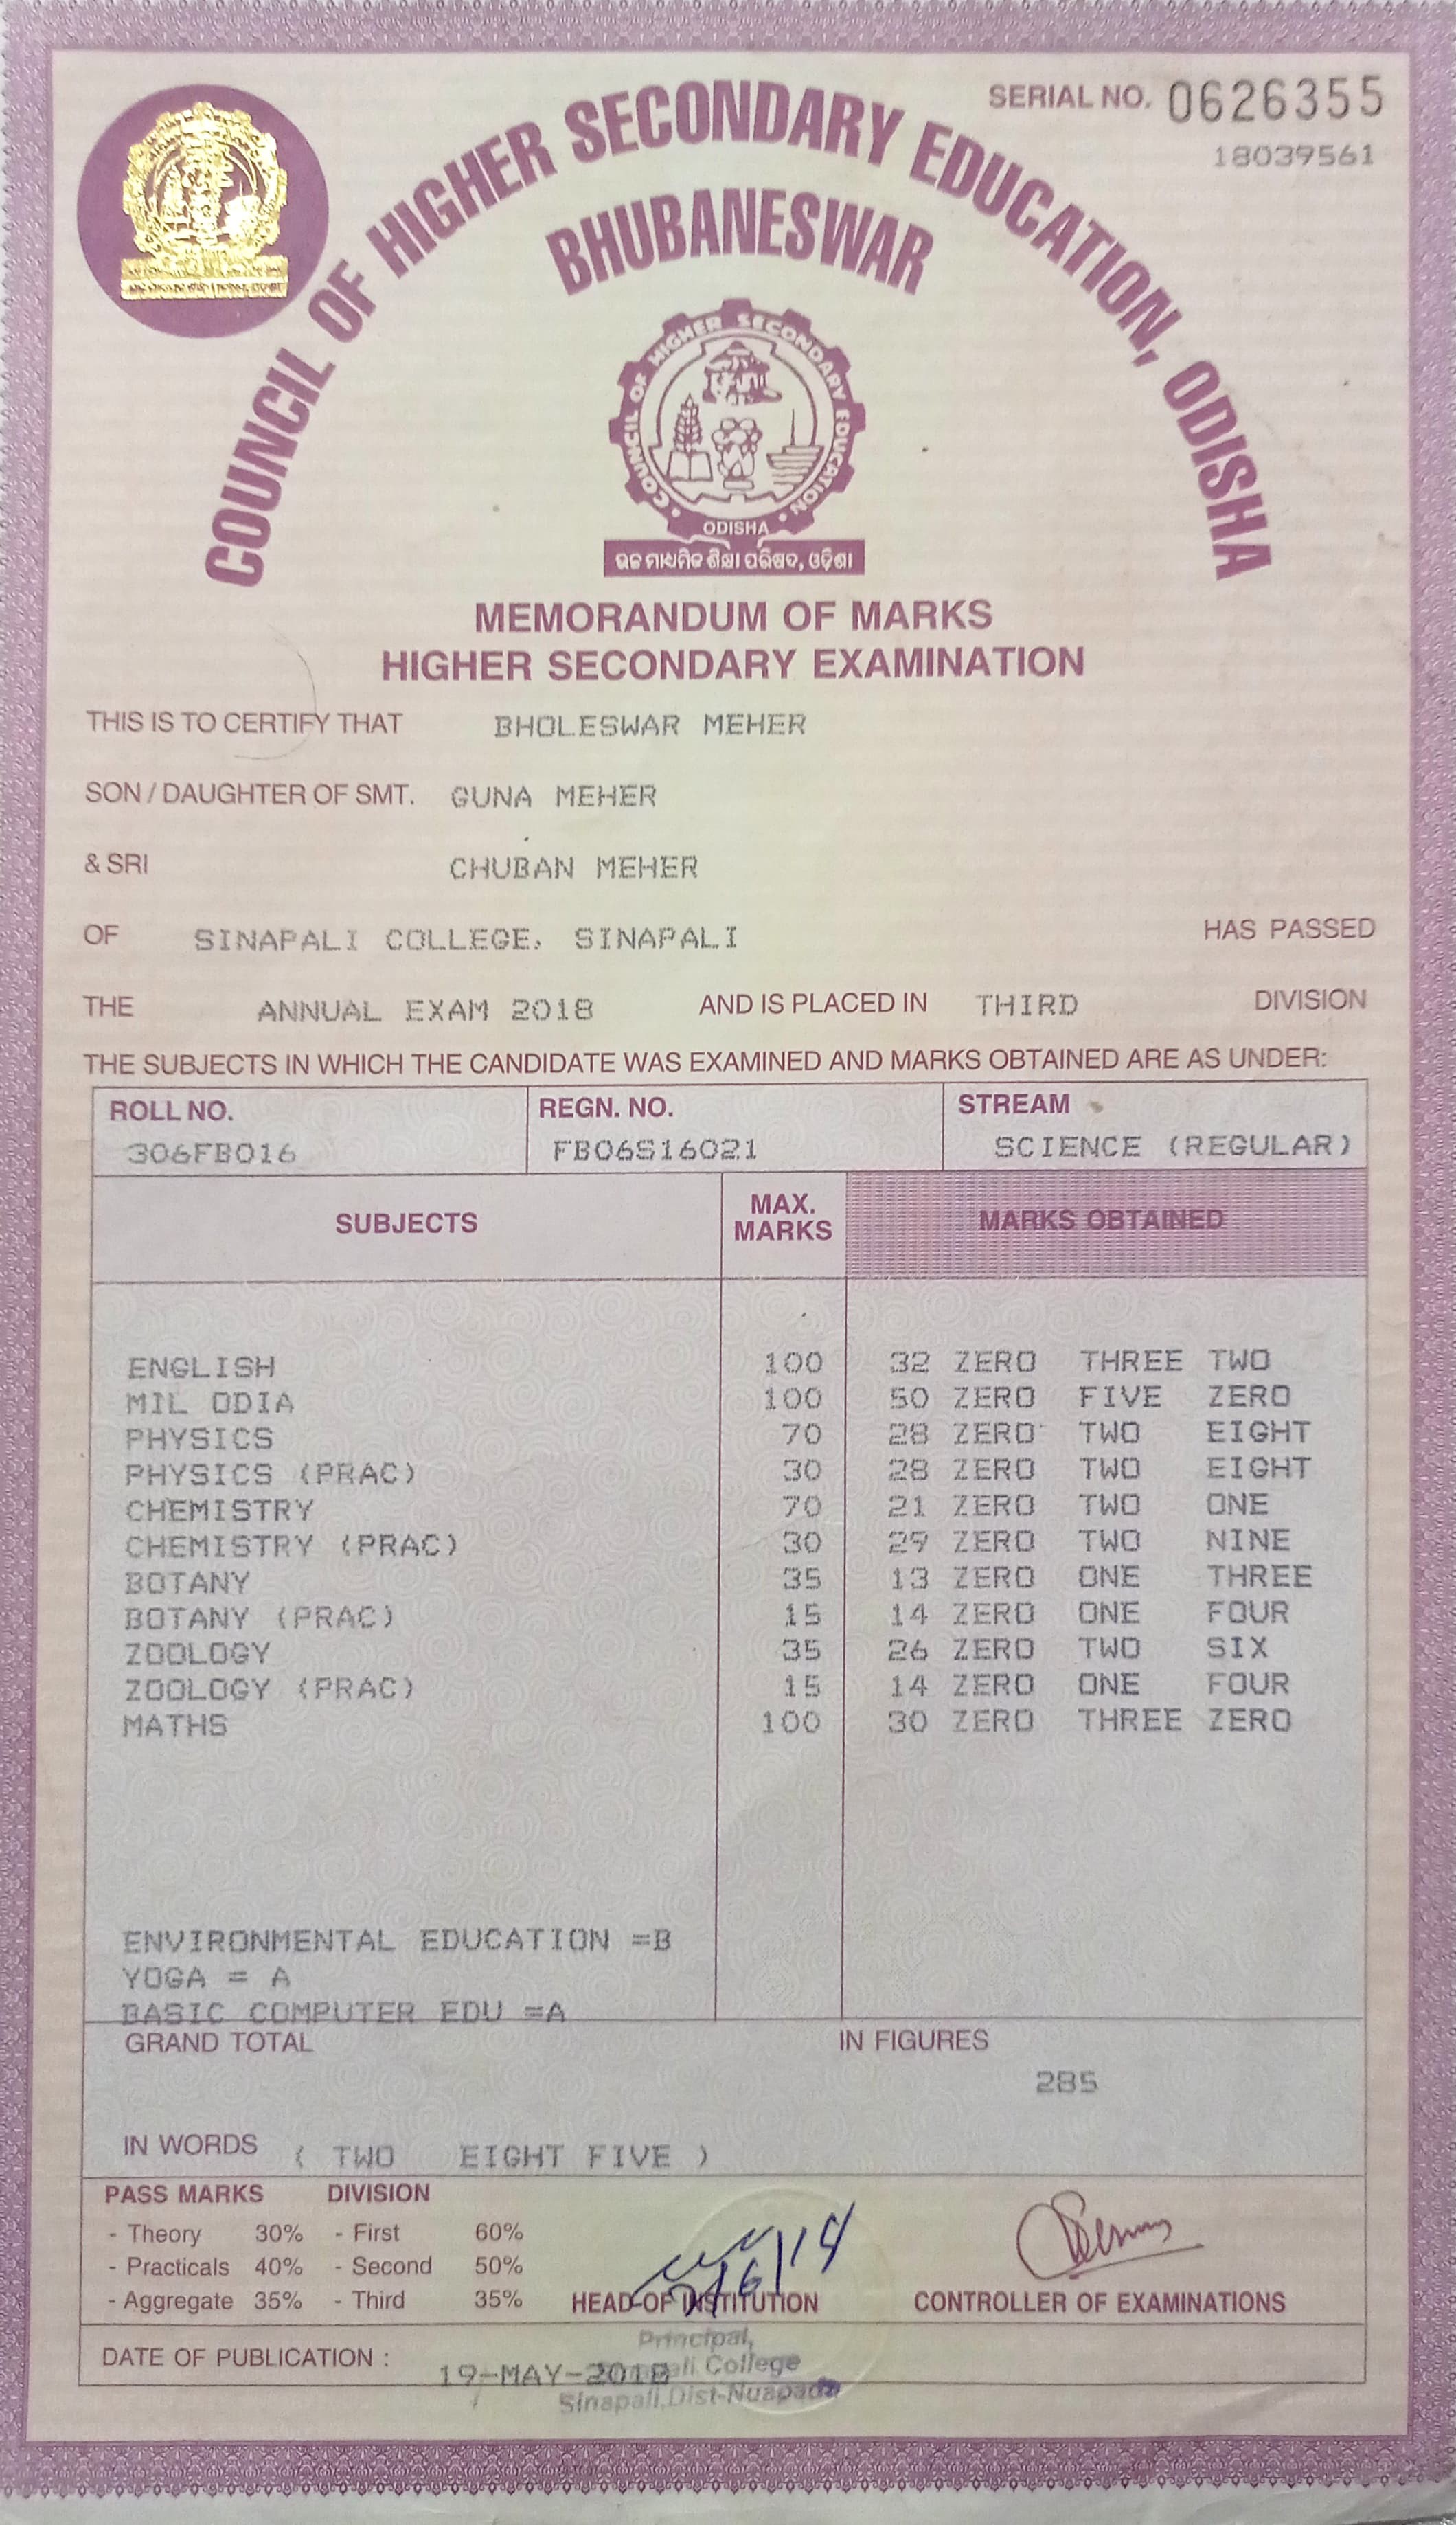 SERIAL NO. 0626355
18039561
COUNCIL OF HIGHER SECONDARY EDUCATION, ODISHA
BHUBANESWAR
COUNCIL OF HIGHER SECONDARY EDUCATION
ODISHA
ଉଚ୍ଚ ମାଧ୍ୟମିକ ଶିକ୍ଷା ପରିଷଦ, ଓଡ଼ିଶା
MEMORANDUM OF MARKS
HIGHER SECONDARY EXAMINATION
THIS IS TO CERTIFY THAT BHOLESWAR MEHER
SON / DAUGHTER OF SMT. GUNA MEHER
& SRI CHUBAN MEHER
OF SINAPALI COLLEGE, SINAPALI HAS PASSED
THE ANNUAL EXAM 2018 AND IS PLACED IN THIRD DIVISION
THE SUBJECTS IN WHICH THE CANDIDATE WAS EXAMINED AND MARKS OBTAINED ARE AS UNDER:
ROLL NO. REGN. NO. STREAM
306FB016 FB06S16021 SCIENCE (REGULAR)
SUBJECTS MAX. MARKS MARKS OBTAINED
ENGLISH 100 32 ZERO THREE TWO
MIL ODIA 100 50 ZERO FIVE ZERO
PHYSICS 70 28 ZERO TWO EIGHT
PHYSICS (PRAC) 30 28 ZERO TWO EIGHT
CHEMISTRY 70 21 ZERO TWO ONE
CHEMISTRY (PRAC) 30 29 ZERO TWO NINE
BOTANY 35 13 ZERO ONE THREE
BOTANY (PRAC) 15 14 ZERO ONE FOUR
ZOOLOGY 35 26 ZERO TWO SIX
ZOOLOGY (PRAC) 15 14 ZERO ONE FOUR
MATHS 100 30 ZERO THREE ZERO
ENVIRONMENTAL EDUCATION =B
YOGA = A
BASIC COMPUTER EDU =A
GRAND TOTAL IN FIGURES
285
IN WORDS ( TWO EIGHT FIVE )
PASS MARKS DIVISION
- Theory 30% - First 60%
- Practicals 40% - Second 50%
- Aggregate 35% - Third 35%
HEAD OF INSTITUTION CONTROLLER OF EXAMINATIONS
Principal,
DATE OF PUBLICATION : 19-MAY-2018
College
Sinapali, Dist-Nuapada